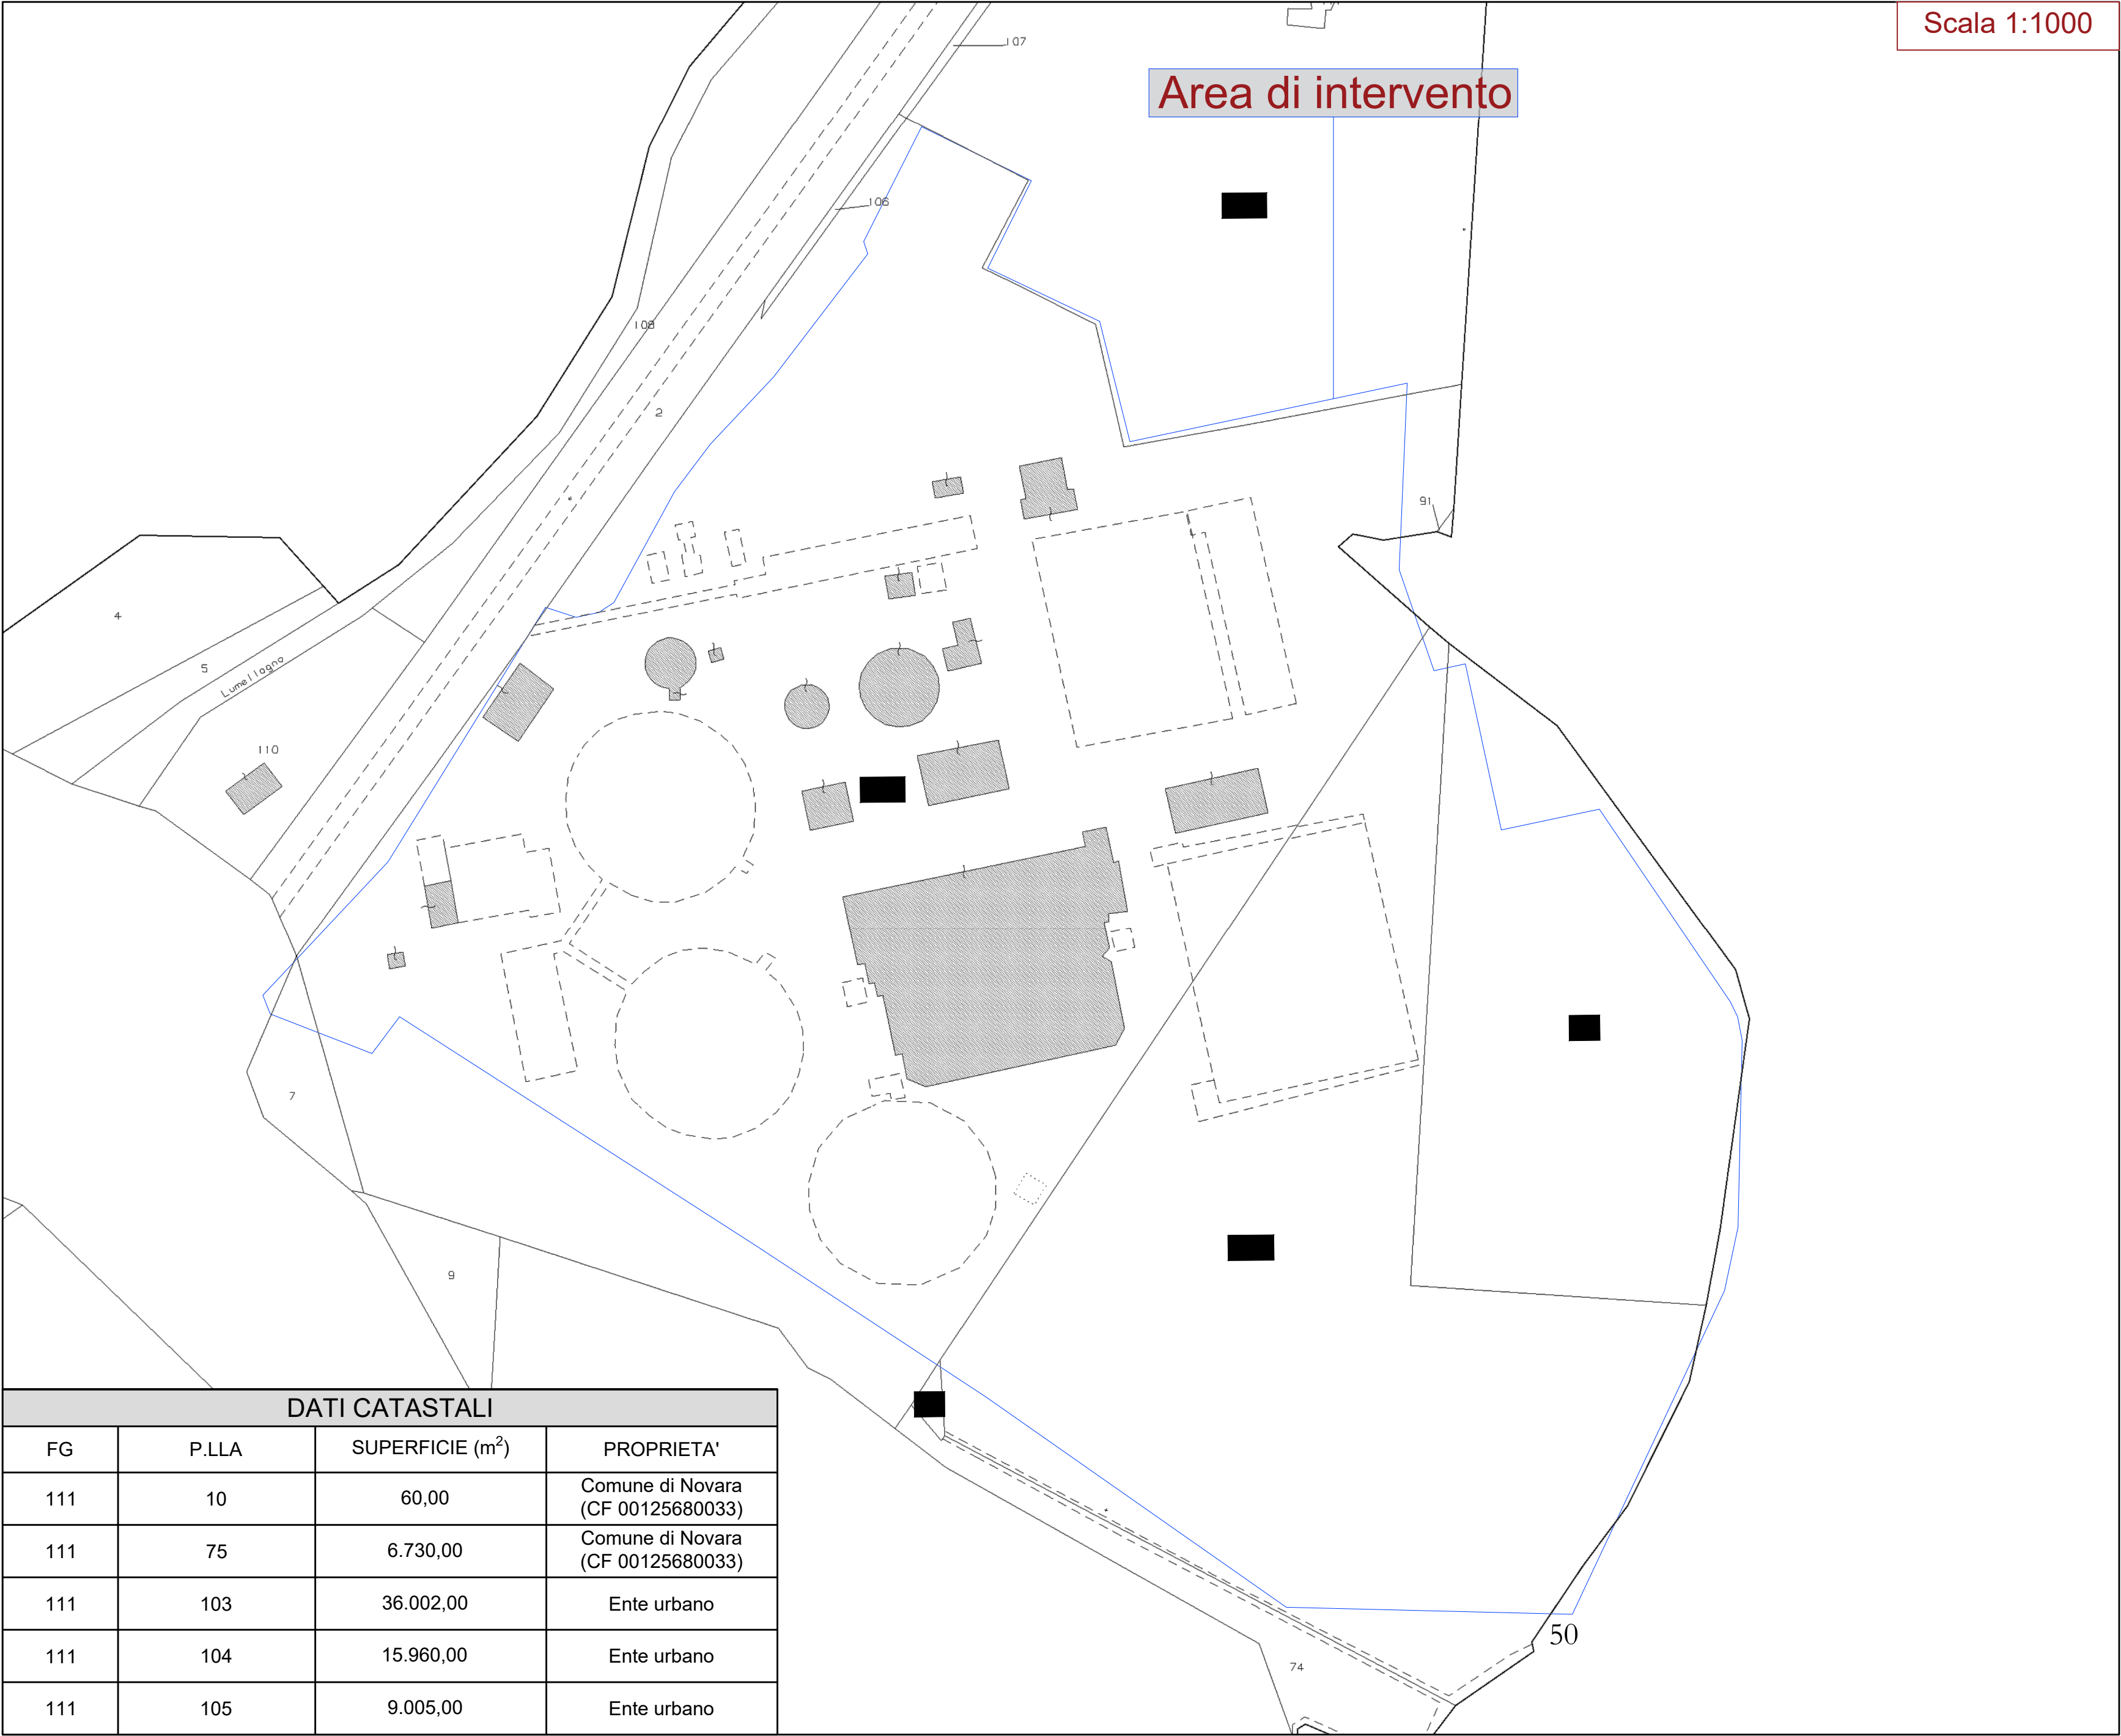 Scala 1:1000
107
Area di intervento
106
108
2
91
4
5
Lumellogno
110
7
9
50
74
DATI CATASTALI
FG P.LLA SUPERFICIE (m²) PROPRIETA'
111 10 60,00 Comune di Novara
(CF 00125680033)
111 75 6.730,00 Comune di Novara
(CF 00125680033)
111 103 36.002,00 Ente urbano
111 104 15.960,00 Ente urbano
111 105 9.005,00 Ente urbano